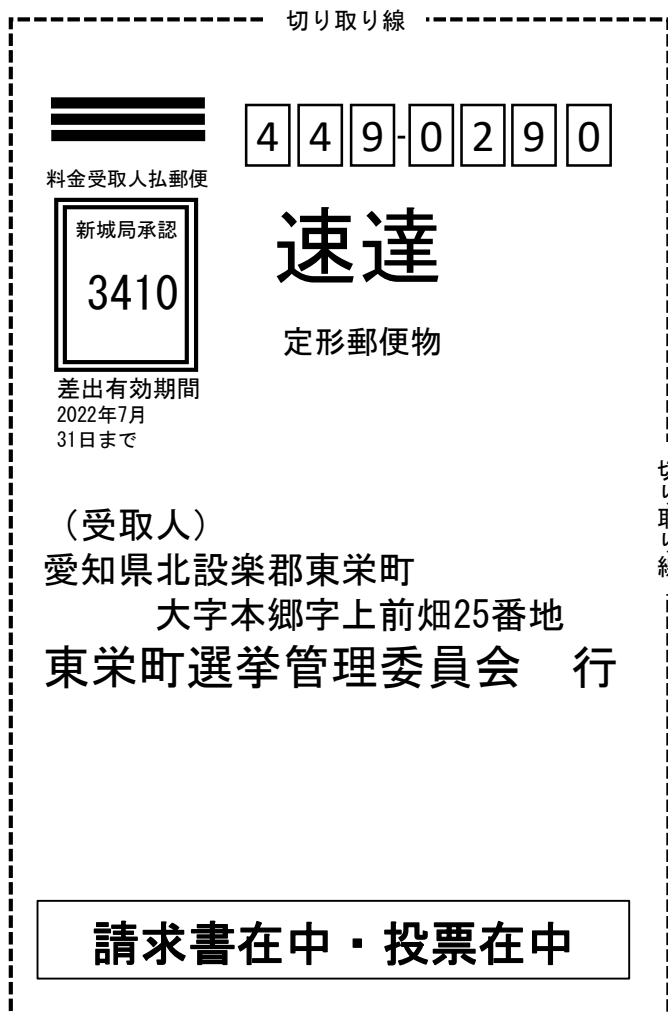 切り取り線
449-0290
料金受取人払郵便
新城局承認
3410
速達
定形郵便物
差出有効期間
2022年7月
31日まで
切り取り線
（受取人）
愛知県北設楽郡東栄町
大字本郷字上前畑25番地
東栄町選挙管理委員会　行
請求書在中・投票在中